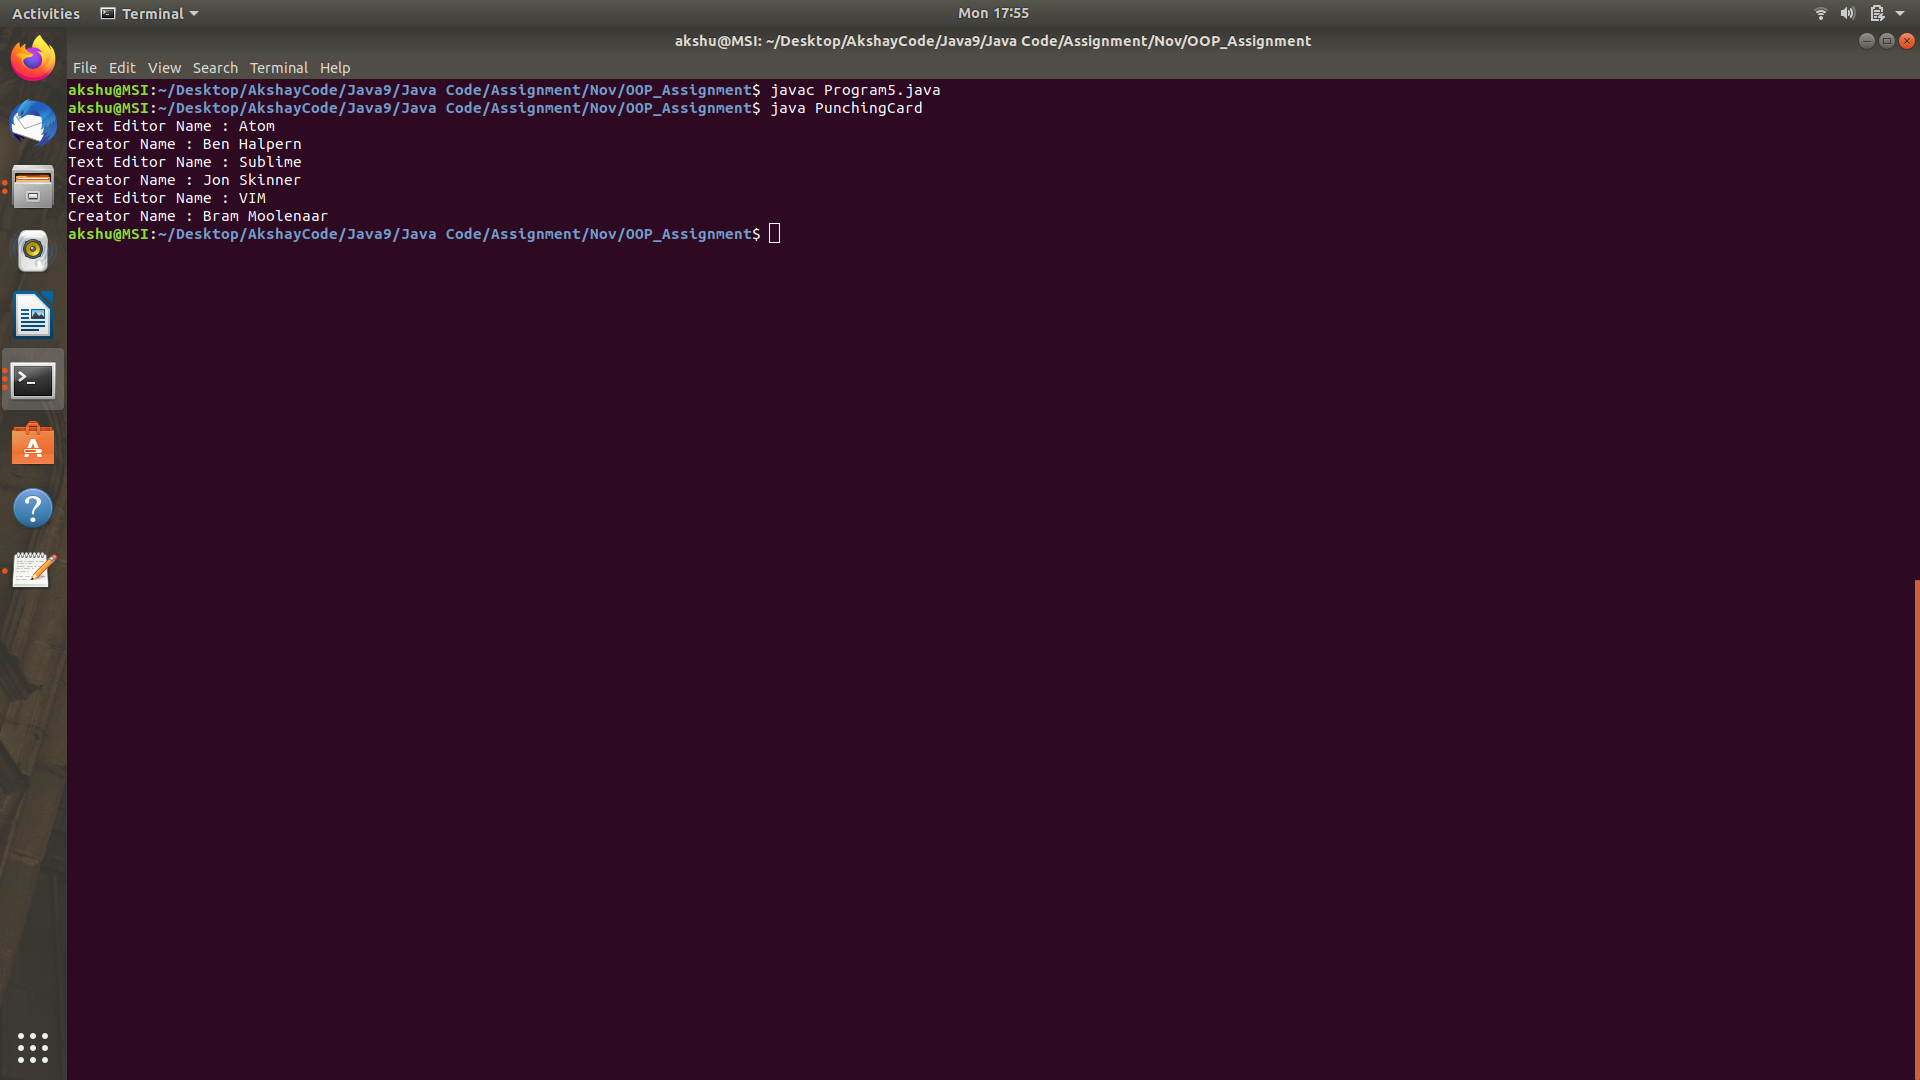 Activities Terminal Mon 17:55
akshu@MSI: ~/Desktop/AkshayCode/Java9/Java Code/Assignment/Nov/OOP_Assignment
File Edit View Search Terminal Help
akshu@MSI:~/Desktop/AkshayCode/Java9/Java Code/Assignment/Nov/OOP_Assignment$ javac Program5.java
akshu@MSI:~/Desktop/AkshayCode/Java9/Java Code/Assignment/Nov/OOP_Assignment$ java PunchingCard
Text Editor Name : Atom
Creator Name : Ben Halpern
Text Editor Name : Sublime
Creator Name : Jon Skinner
Text Editor Name : VIM
Creator Name : Bram Moolenaar
akshu@MSI:~/Desktop/AkshayCode/Java9/Java Code/Assignment/Nov/OOP_Assignment$